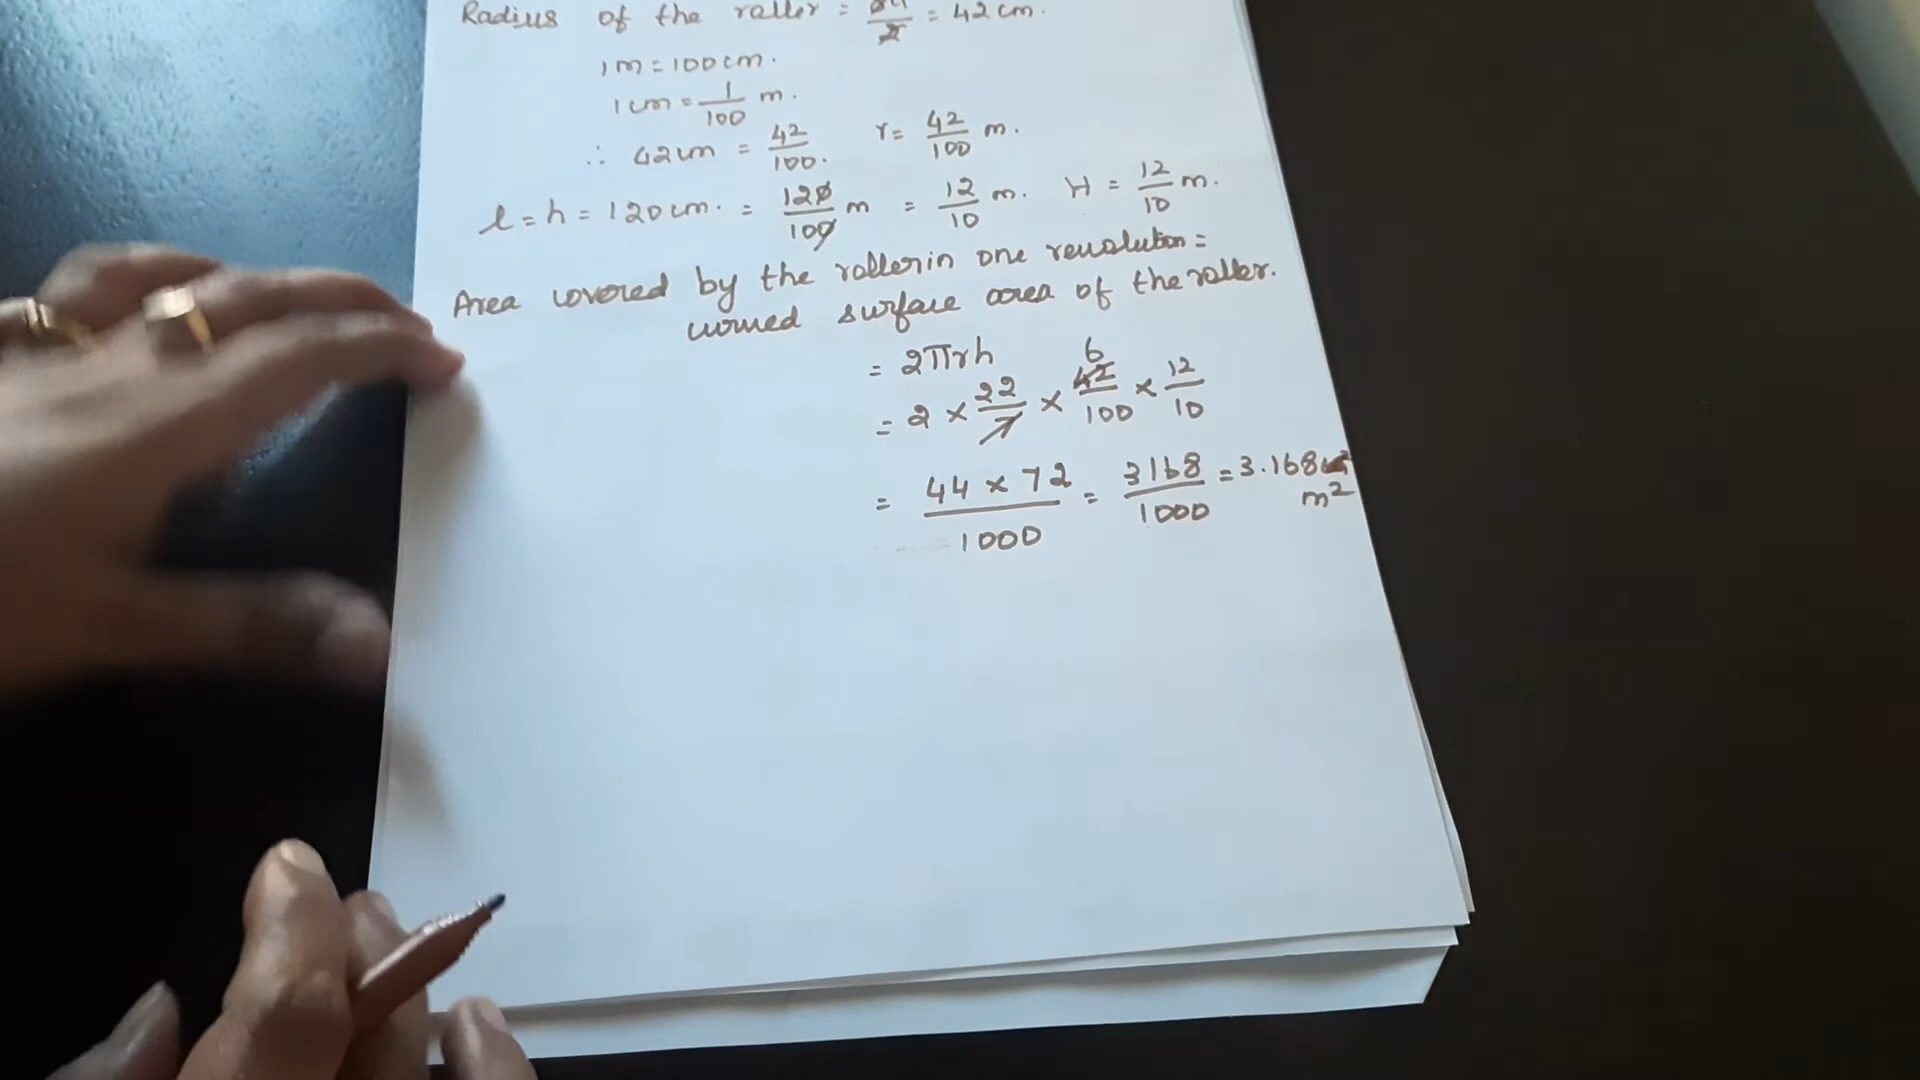 Radius of the roller = 84/2 = 42 cm.
1 m = 100 cm.
1 cm = 1/100 m.
∴ 42 cm = 42/100. r = 42/100 m.
l = h = 120 cm. = 120/100 m = 12/10 m. H = 12/10 m.
Area covered by the roller in one revolution =
curved surface area of the roller.
= 2πrh
= 2 × 22/7 × 42/100 × 12/10
6
= 44 × 72/1000 = 3168/1000 = 3.168
m²